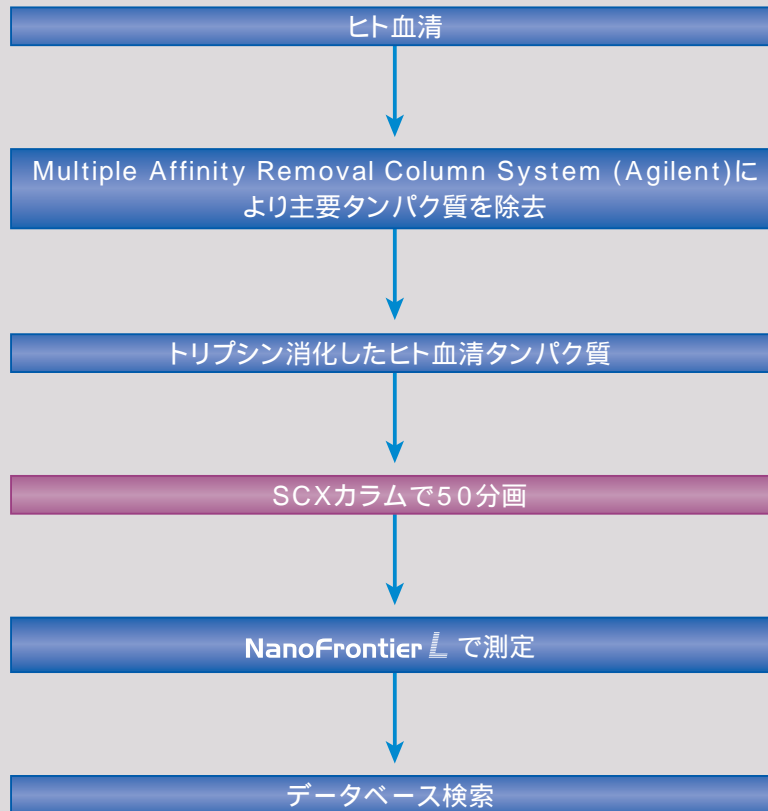 ヒト血清
Multiple Affinity Removal Column System (Agilent)に
より主要タンパク質を除去
トリプシン消化したヒト血清タンパク質
SCXカラムで50分画
NanoFrontier L で測定
データベース検索